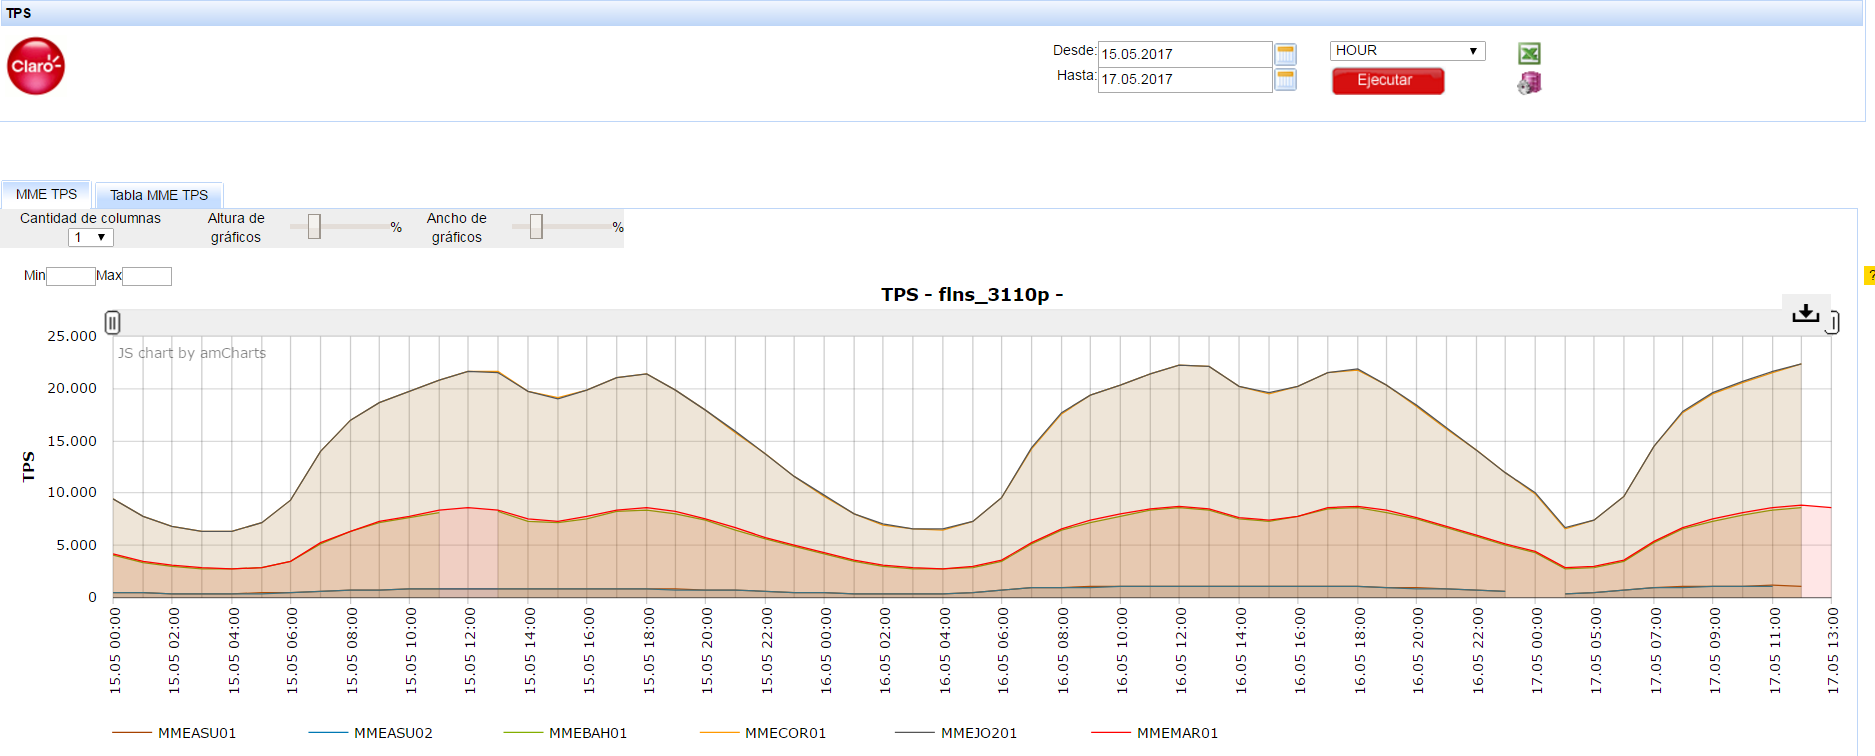 TPS
Claro
Desde: 15.05.2017
HOUR
Hasta: 17.05.2017
Ejecutar
MME TPS
Tabla MME TPS
Cantidad de columnas
1
Altura de
gráficos
%
Ancho de
gráficos
%
Min
Max
?
TPS - flns_3110p -
JS chart by amCharts
TPS
25.000
20.000
15.000
10.000
5.000
0
15.05 00:00
15.05 02:00
15.05 04:00
15.05 06:00
15.05 08:00
15.05 10:00
15.05 12:00
15.05 14:00
15.05 16:00
15.05 18:00
15.05 20:00
15.05 22:00
16.05 00:00
16.05 02:00
16.05 04:00
16.05 06:00
16.05 08:00
16.05 10:00
16.05 12:00
16.05 14:00
16.05 16:00
16.05 18:00
16.05 20:00
16.05 22:00
17.05 00:00
17.05 05:00
17.05 07:00
17.05 09:00
17.05 11:00
17.05 13:00
MMEASU01
MMEASU02
MMEBAH01
MMECOR01
MMEJO201
MMEMAR01